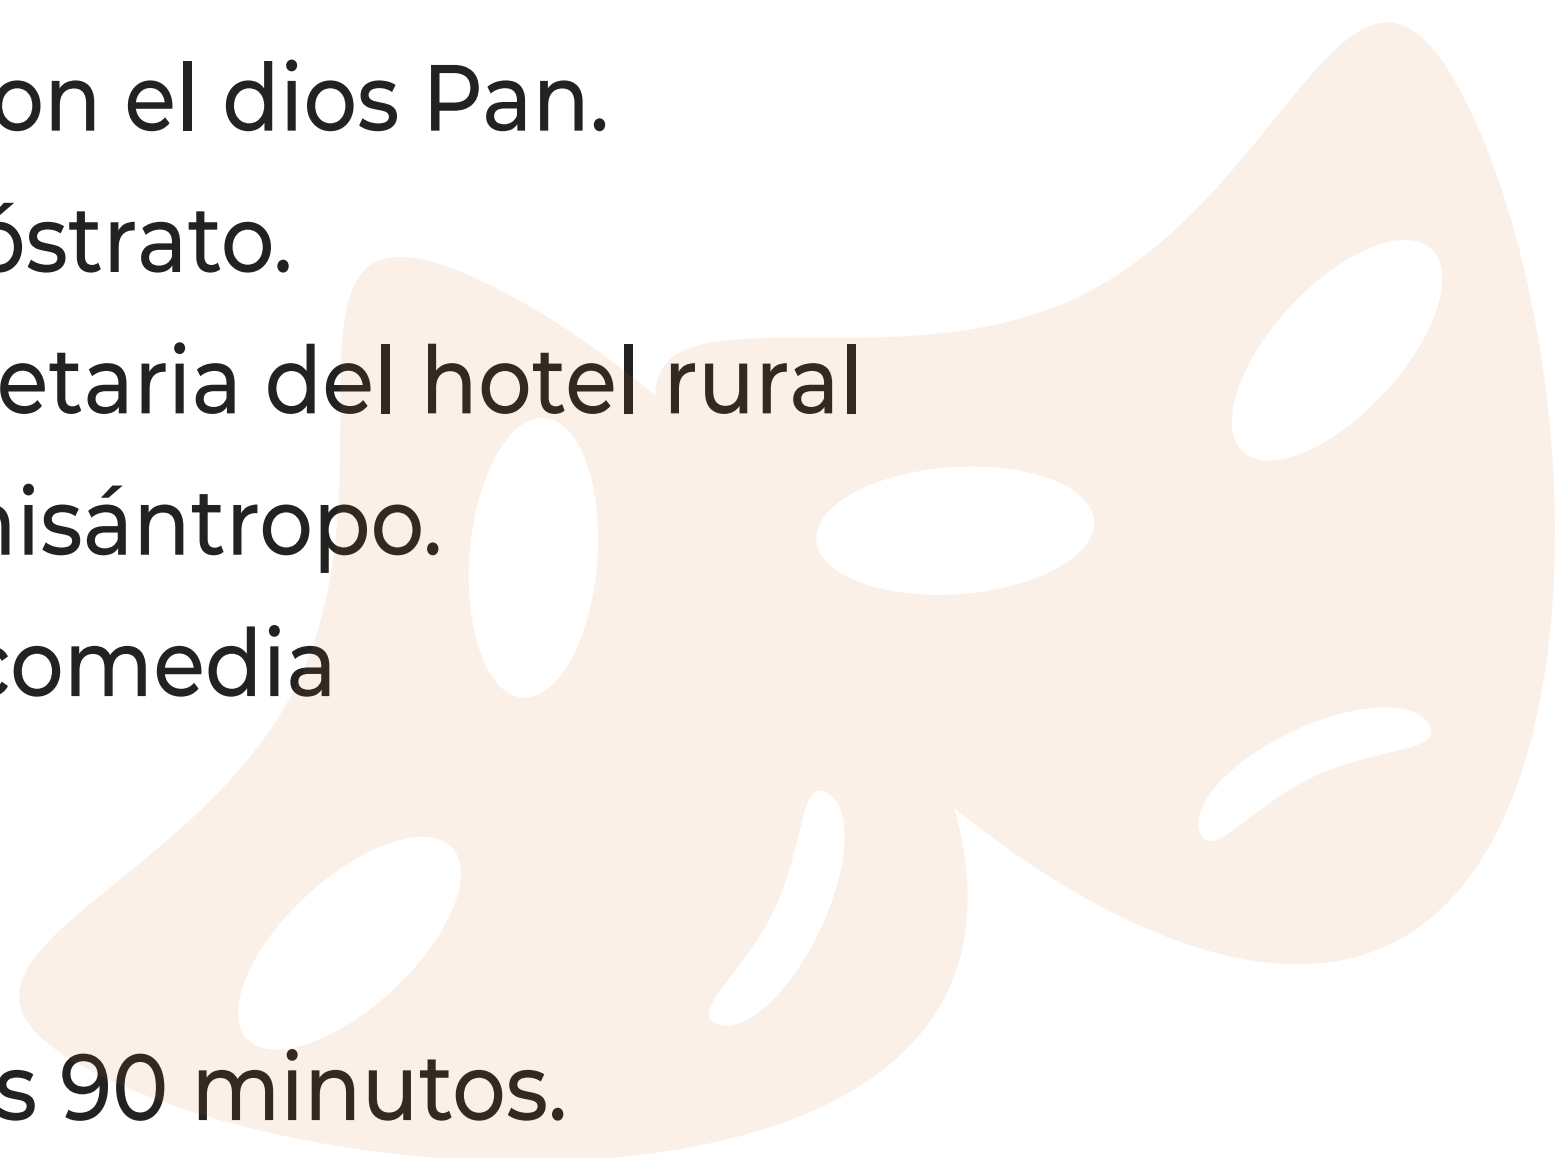 on el dios Pan.
óstrato.
etaria del hotel rural
nisántropo.
comedia
s 90 minutos.